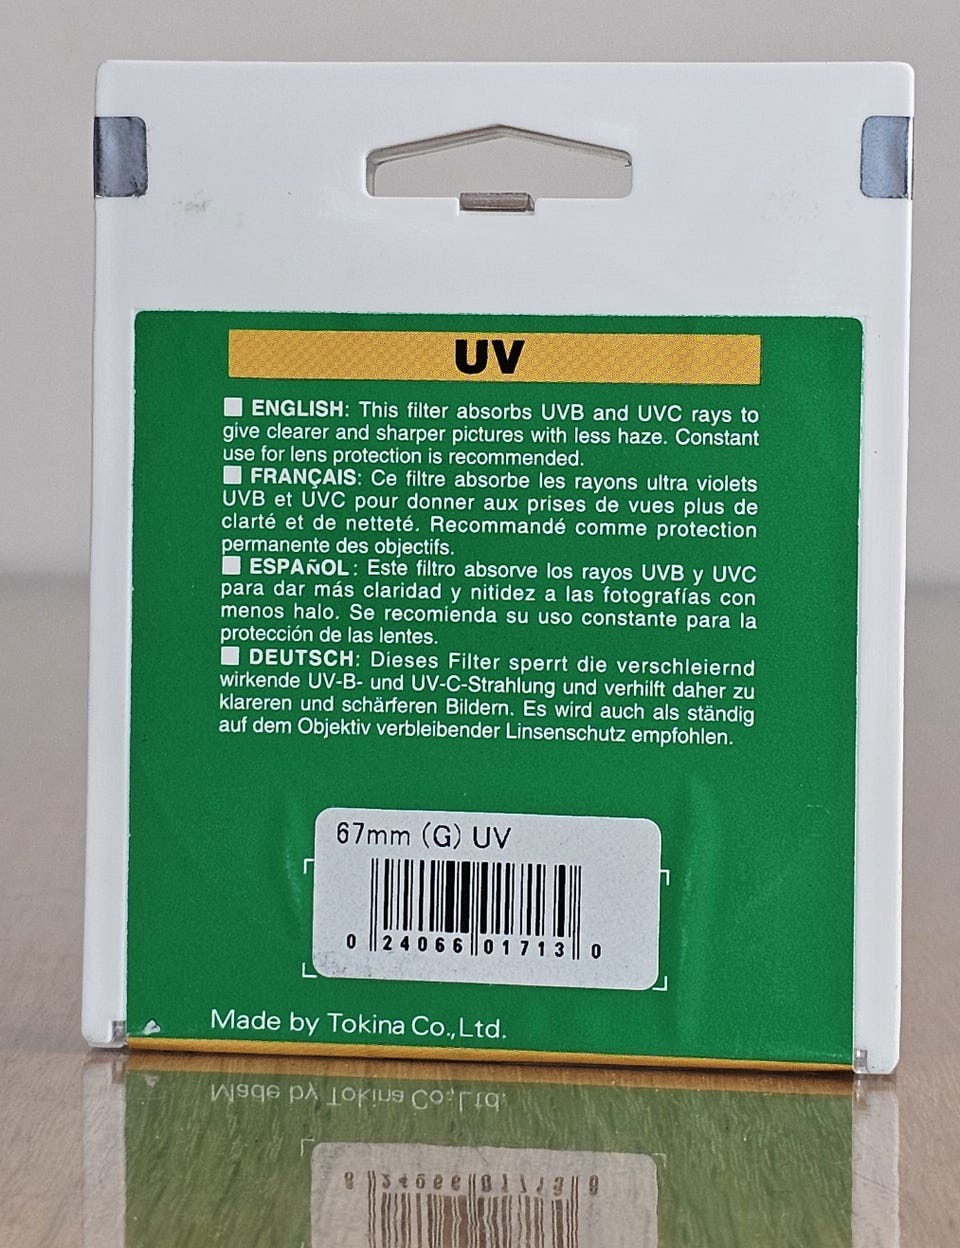 UV
ENGLISH: This filter absorbs UVB and UVC rays to
give clearer and sharper pictures with less haze. Constant
use for lens protection is recommended.
FRANÇAIS: Ce filtre absorbe les rayons ultra violets
UVB et UVC pour donner aux prises de vues plus de
clarté et de netteté. Recommandé comme protection
permanente des objectifs.
ESPAÑOL: Este filtro absorve los rayos UVB y UVC
para dar más claridad y nitidez a las fotografías con
menos halo. Se recomienda su uso constante para la
protección de las lentes.
DEUTSCH: Dieses Filter sperrt die verschleiernd
wirkende UV-B- und UV-C-Strahlung und verhilft daher zu
klareren und schärferen Bildern. Es wird auch als ständig
auf dem Objektiv verbleibender Linsenschutz empfohlen.
67mm (G) UV
0 24066 01713 0
Made by Tokina Co.,Ltd.